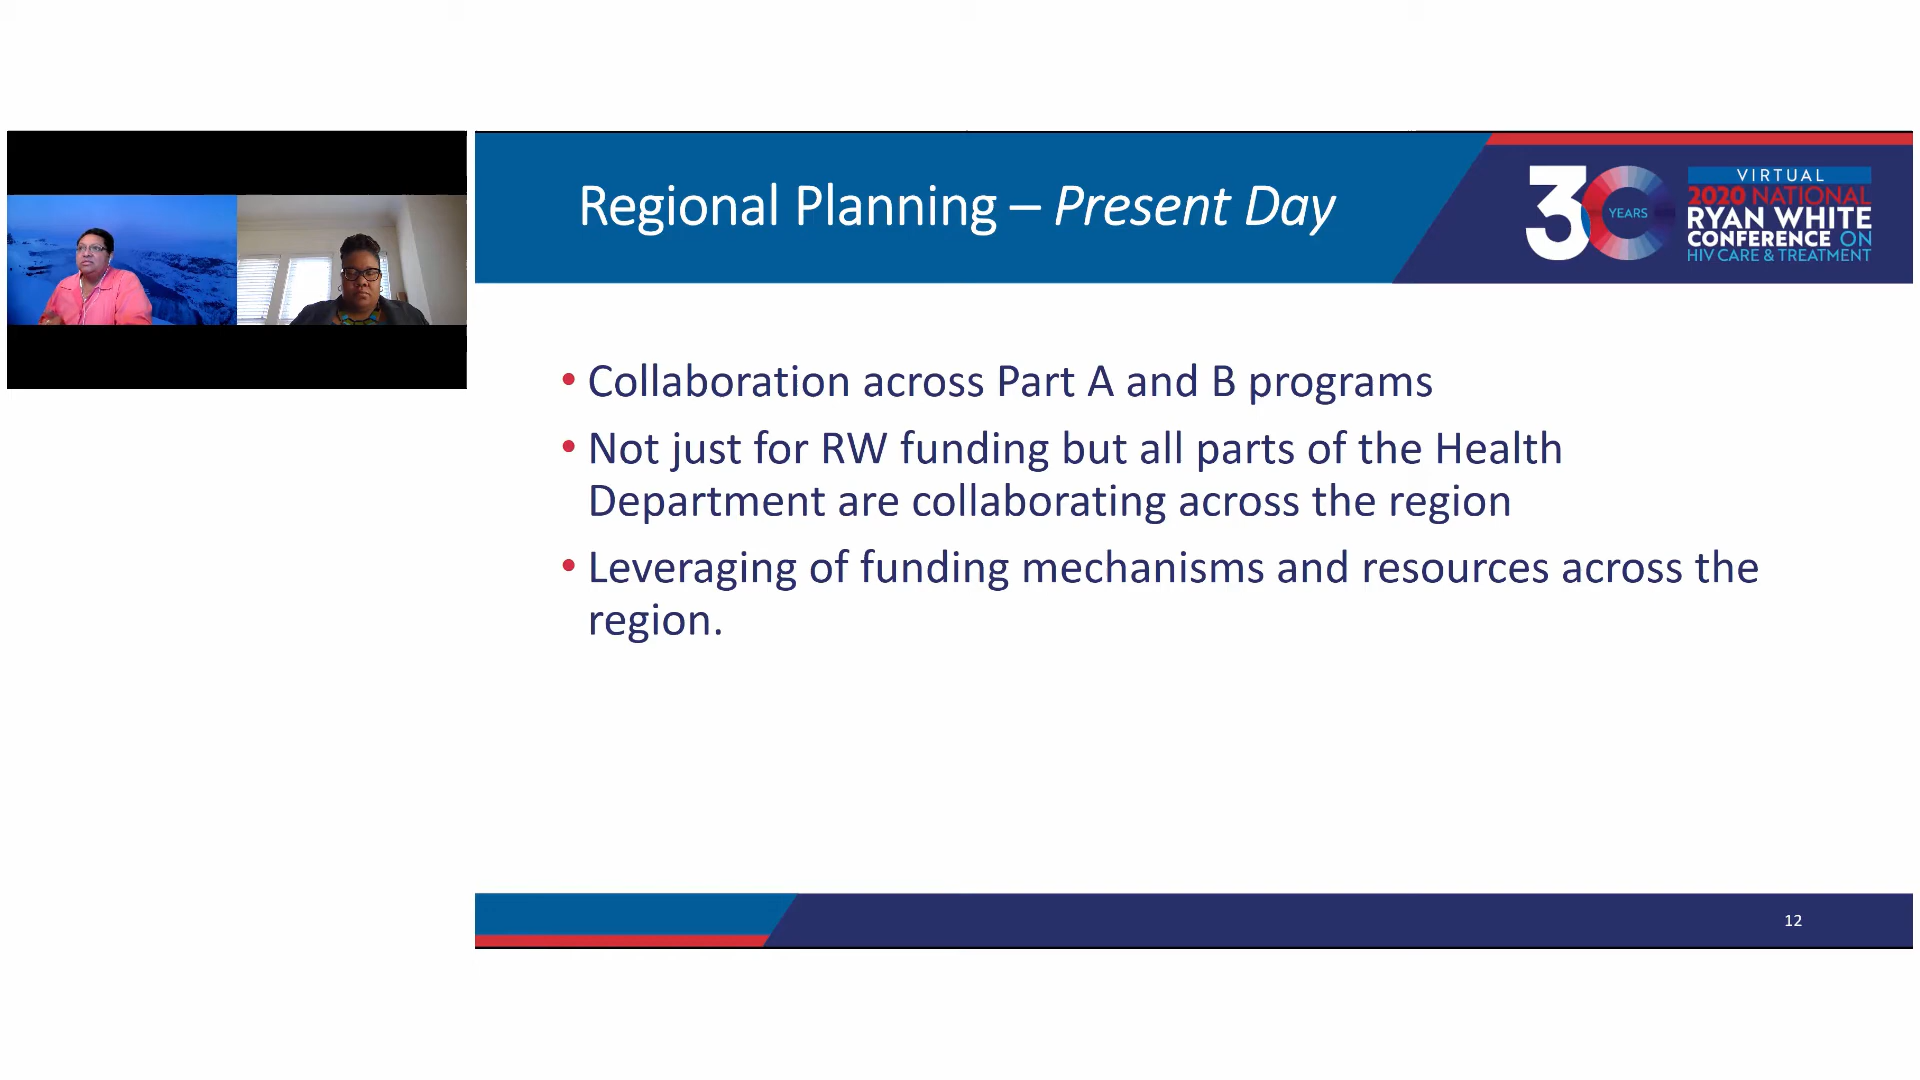 Regional Planning – Present Day
30
YEARS
VIRTUAL
2020 NATIONAL
RYAN WHITE
CONFERENCE ON
HIV CARE & TREATMENT
• Collaboration across Part A and B programs
• Not just for RW funding but all parts of the Health
Department are collaborating across the region
• Leveraging of funding mechanisms and resources across the
region.
12